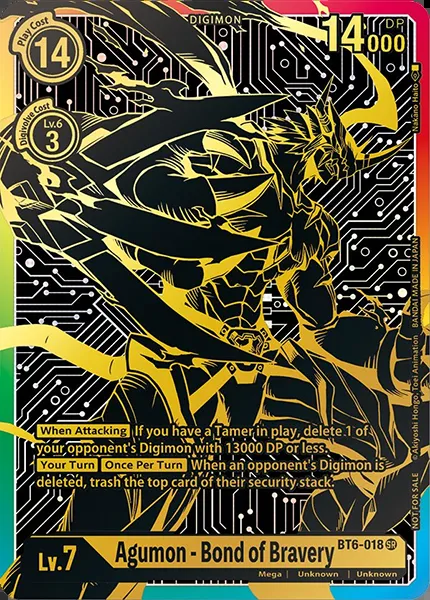 DIGIMON
Play Cost
14
DP
14000
Digivolve Cost
Lv.6
3
Nakano Haito
©Akiyoshi Hongo, Toei Animation BANDAI MADE IN JAPAN
NOT FOR SALE
When Attacking If you have a Tamer in play, delete 1 of
your opponent's Digimon with 13000 DP or less.
Your Turn Once Per Turn When an opponent's Digimon is
deleted, trash the top card of their security stack.
Lv.7
Agumon - Bond of Bravery
BT6-018 SR
Mega | Unknown | Unknown